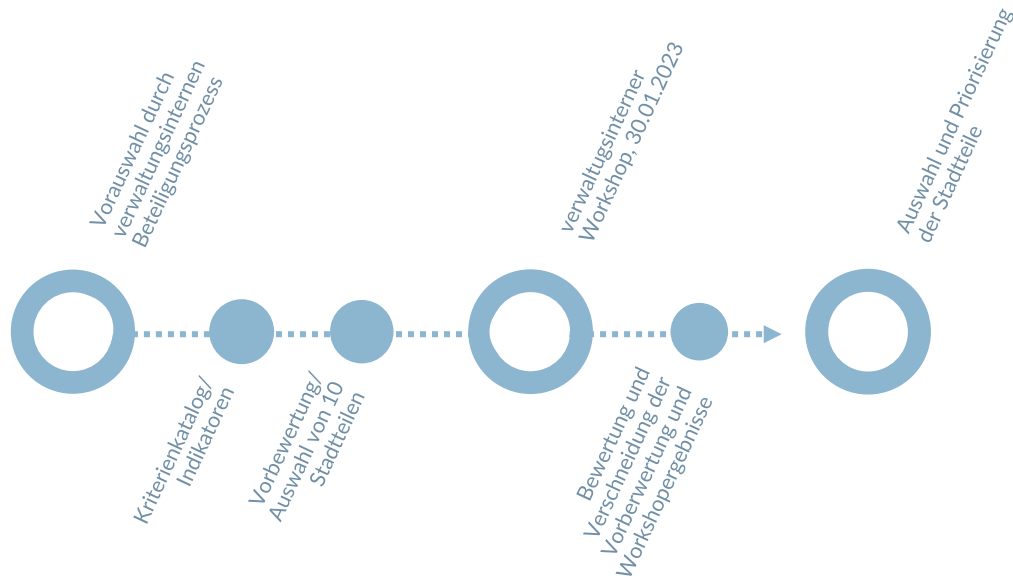 Vorauswahl durch
verwaltungsinternen
Beteiligungsprozess
Kriterienkatalog/
Indikatoren
Vorbewertung/
Auswahl von 10
Stadtteilen
verwaltugsinterner
Workshop, 30.01.2023
Bewertung und
Verschneidung der
Vorberwertung und
Workshopergebnisse
Auswahl und Priorisierung
der Stadtteile